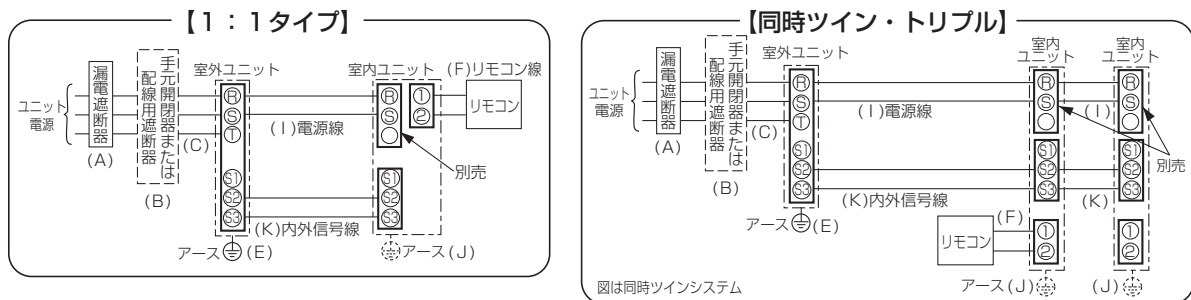 【1:1タイプ】
ユニット
電源
漏電遮断器
(A)
手元開閉器または
配線用遮断器
(B)
(C)
室外ユニット
R
S
T
S1
S2
S3
アース
(E)
(I)電源線
(K)内外信号線
室内ユニット
R
S
S1
S2
S3
①
②
(F)リモコン線
リモコン
別売
アース(J)
【同時ツイン・トリプル】
ユニット
電源
漏電遮断器
(A)
手元開閉器または
配線用遮断器
(B)
(C)
室外ユニット
R
S
T
S1
S2
S3
アース
(E)
(I)電源線
(K)内外信号線
室内
ユニット
R
S
S1
S2
S3
①
②
(F)
リモコン
アース(J)
(I)
(K)
室内
ユニット
R
S
S1
S2
S3
①
②
別売
(J)
図は同時ツインシステム